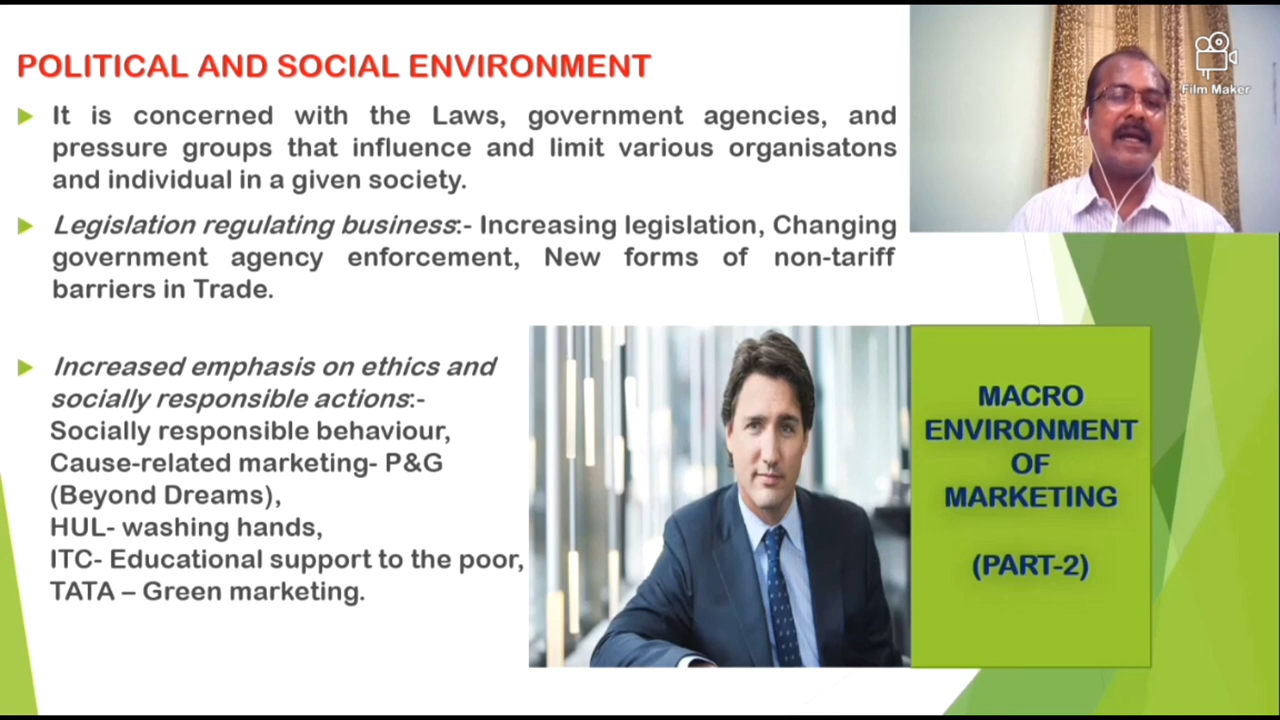 POLITICAL AND SOCIAL ENVIRONMENT
It is concerned with the Laws, government agencies, and
pressure groups that influence and limit various organisatons
and individual in a given society.
Legislation regulating business:- Increasing legislation, Changing
government agency enforcement, New forms of non-tariff
barriers in Trade.
Increased emphasis on ethics and
socially responsible actions:-
Socially responsible behaviour,
Cause-related marketing- P&G
(Beyond Dreams),
HUL- washing hands,
ITC- Educational support to the poor,
TATA – Green marketing.
Film Maker
MACRO
ENVIRONMENT
OF
MARKETING
(PART-2)